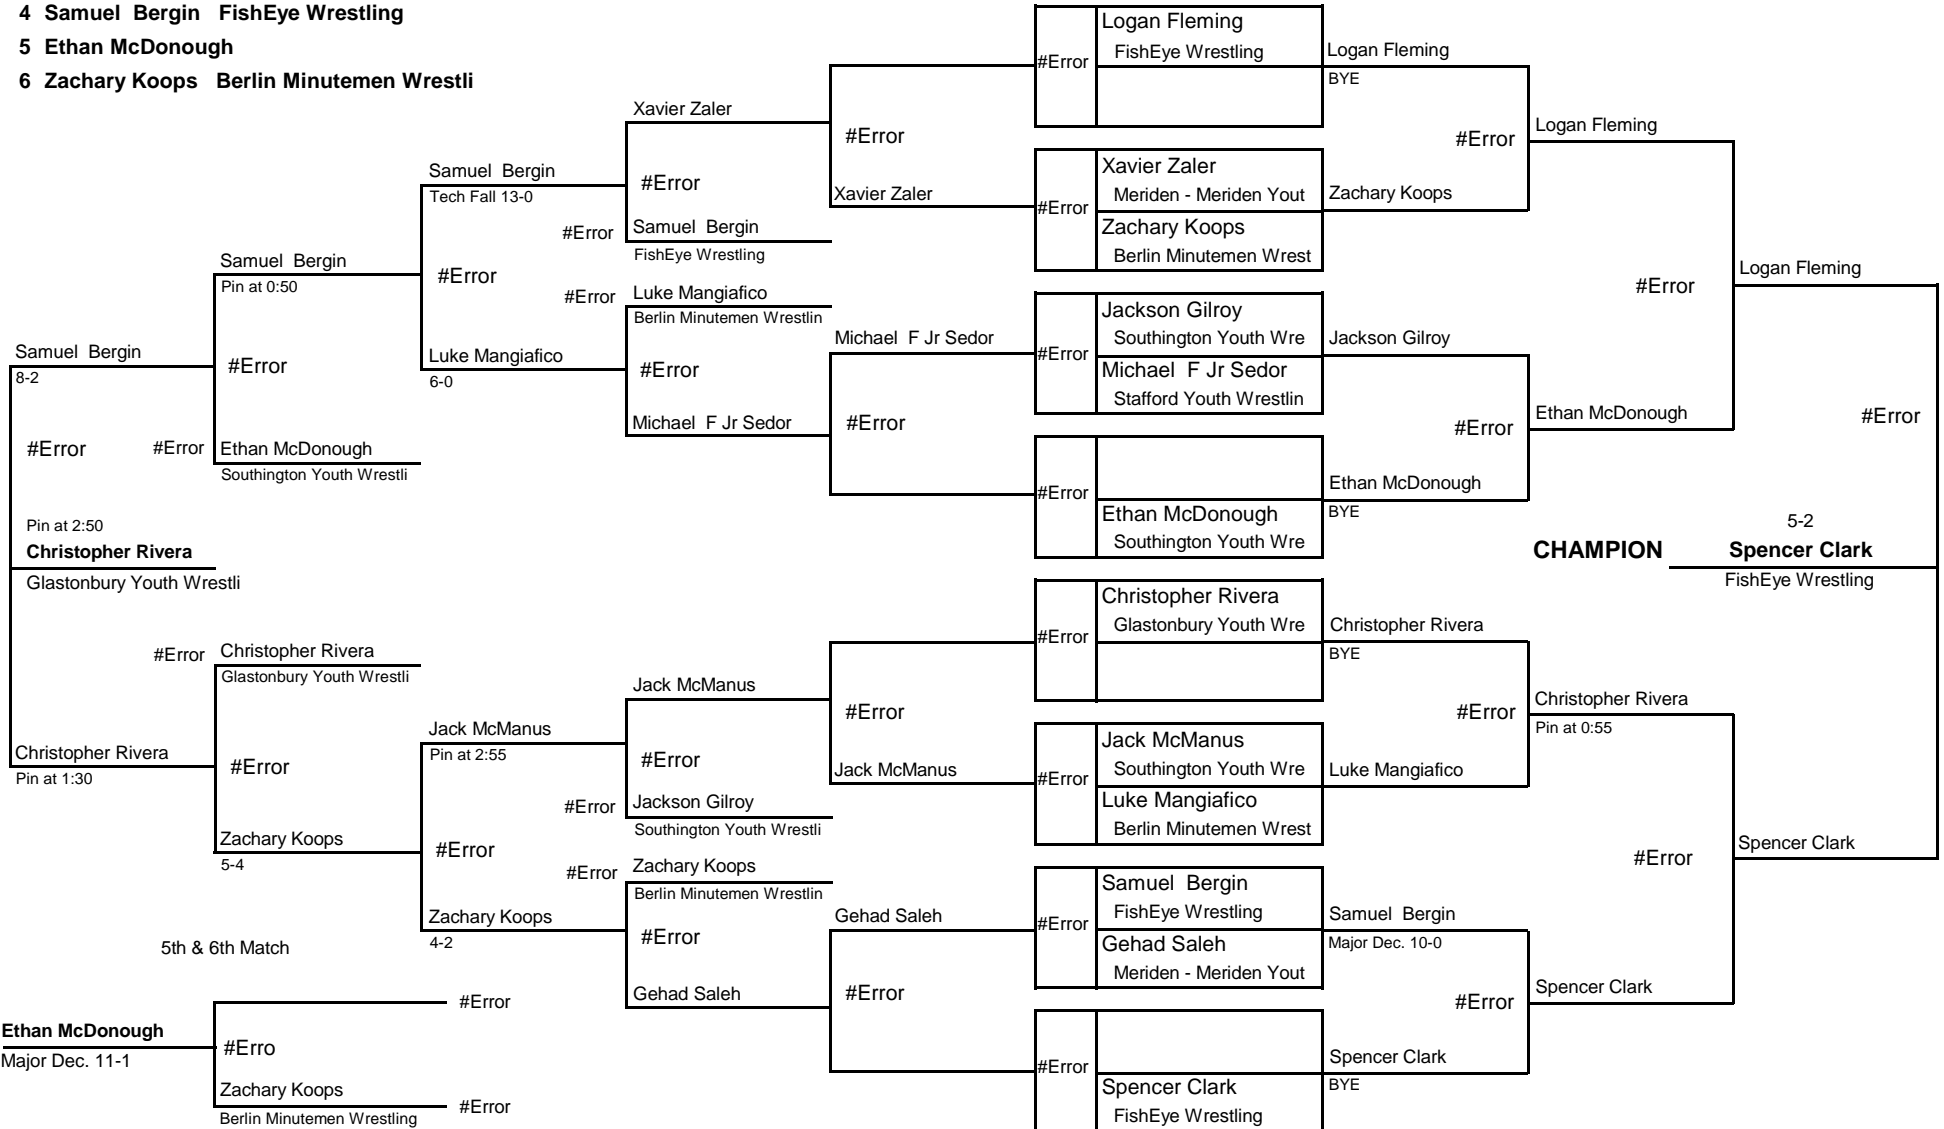 4 Samuel Bergin FishEye Wrestling
5 Ethan McDonough
6 Zachary Koops Berlin Minutemen Wrestli
Logan Fleming
#Error
FishEye Wrestling
Logan Fleming
BYE
Xavier Zaler
#Error
#Error
Logan Fleming
Samuel Bergin
Tech Fall 13-0
#Error
Xavier Zaler
#Error
Xavier Zaler
Meriden - Meriden Yout
Zachary Koops
#Error
Samuel Bergin
FishEye Wrestling
Zachary Koops
Berlin Minutemen Wrest
Samuel Bergin
Pin at 0:50
#Error
#Error
Luke Mangiafico
Berlin Minutemen Wrestlin
#Error
Logan Fleming
Jackson Gilroy
Southington Youth Wre
Jackson Gilroy
Michael F Jr Sedor
#Error
Michael F Jr Sedor
Stafford Youth Wrestlin
Samuel Bergin
8-2
#Error
Luke Mangiafico
6-0
#Error
Michael F Jr Sedor
#Error
#Error
Ethan McDonough
#Error
#Error
#Error
Ethan McDonough
Southington Youth Wrestli
#Error
Ethan McDonough
BYE
Ethan McDonough
Southington Youth Wre
Pin at 2:50
Christopher Rivera
Glastonbury Youth Wrestli
5-2
CHAMPION Spencer Clark
FishEye Wrestling
Christopher Rivera
Glastonbury Youth Wre
#Error
Christopher Rivera
BYE
#Error
Christopher Rivera
Glastonbury Youth Wrestli
Jack McManus
#Error
#Error
Christopher Rivera
Pin at 0:55
Jack McManus
Pin at 2:55
Christopher Rivera
Pin at 1:30
#Error
#Error
Jack McManus
#Error
Jack McManus
Southington Youth Wre
Luke Mangiafico
Luke Mangiafico
Berlin Minutemen Wrest
#Error
Jackson Gilroy
Southington Youth Wrestli
Zachary Koops
5-4
#Error
#Error
Spencer Clark
#Error
Zachary Koops
Berlin Minutemen Wrestlin
Samuel Bergin
FishEye Wrestling
Samuel Bergin
Major Dec. 10-0
Zachary Koops
4-2
#Error
Gehad Saleh
#Error
Gehad Saleh
Meriden - Meriden Yout
5th & 6th Match
Gehad Saleh
#Error
#Error
Spencer Clark
#Error
Ethan McDonough
Major Dec. 11-1
#Erro
Zachary Koops
Berlin Minutemen Wrestling
#Error
#Error
Spencer Clark
BYE
Spencer Clark
FishEye Wrestling